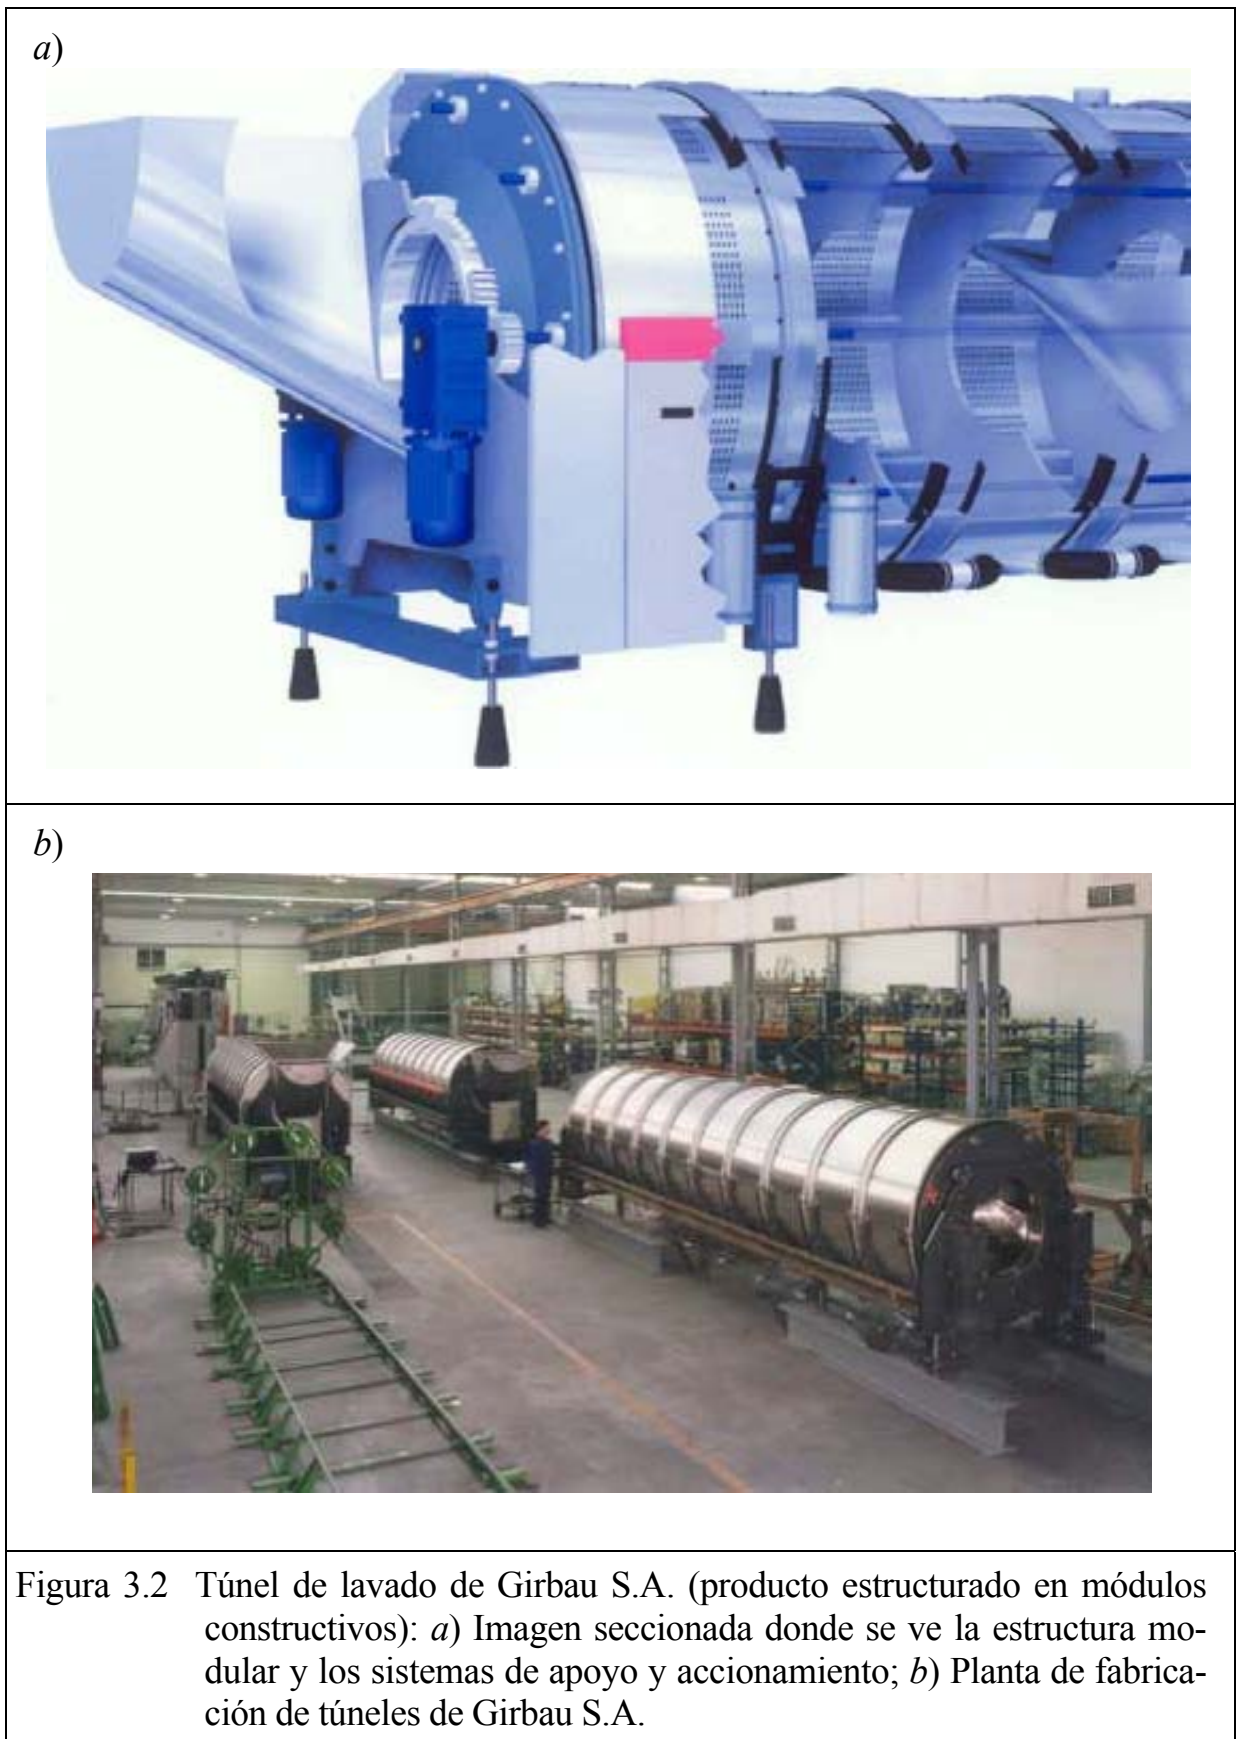 a)
b)
Figura 3.2 Túnel de lavado de Girbau S.A. (producto estructurado en módulos
constructivos): a) Imagen seccionada donde se ve la estructura mo-
dular y los sistemas de apoyo y accionamiento; b) Planta de fabrica-
ción de túneles de Girbau S.A.